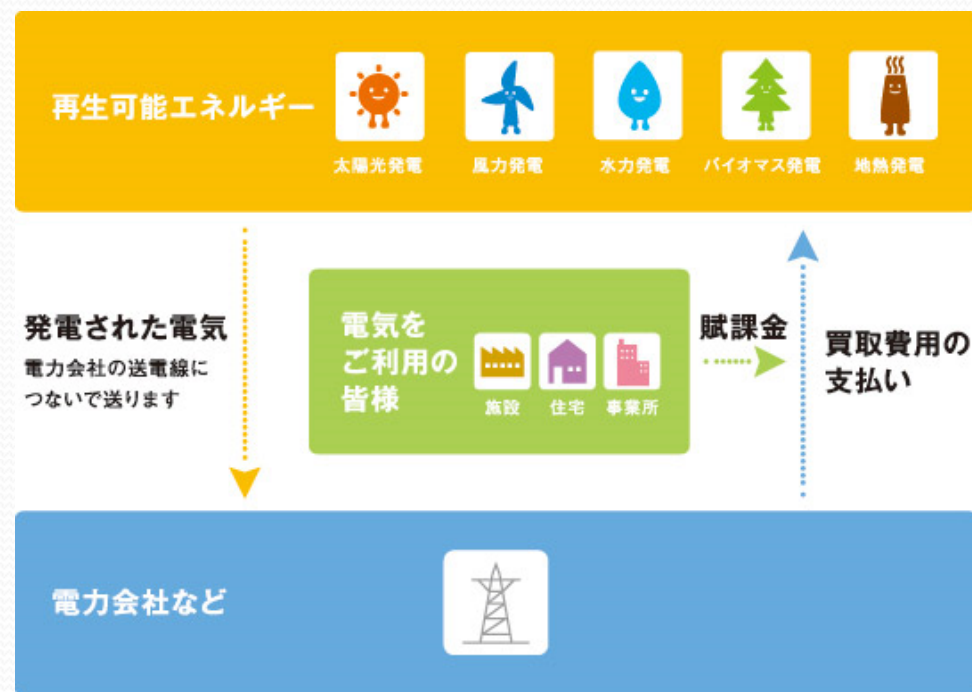 再生可能エネルギー
太陽光発電
風力発電
水力発電
バイオマス発電
地熱発電
発電された電気
電力会社の送電線に
つないで送ります
電気を
ご利用の
皆様
施設
住宅
事業所
賦課金
買取費用の
支払い
電力会社など